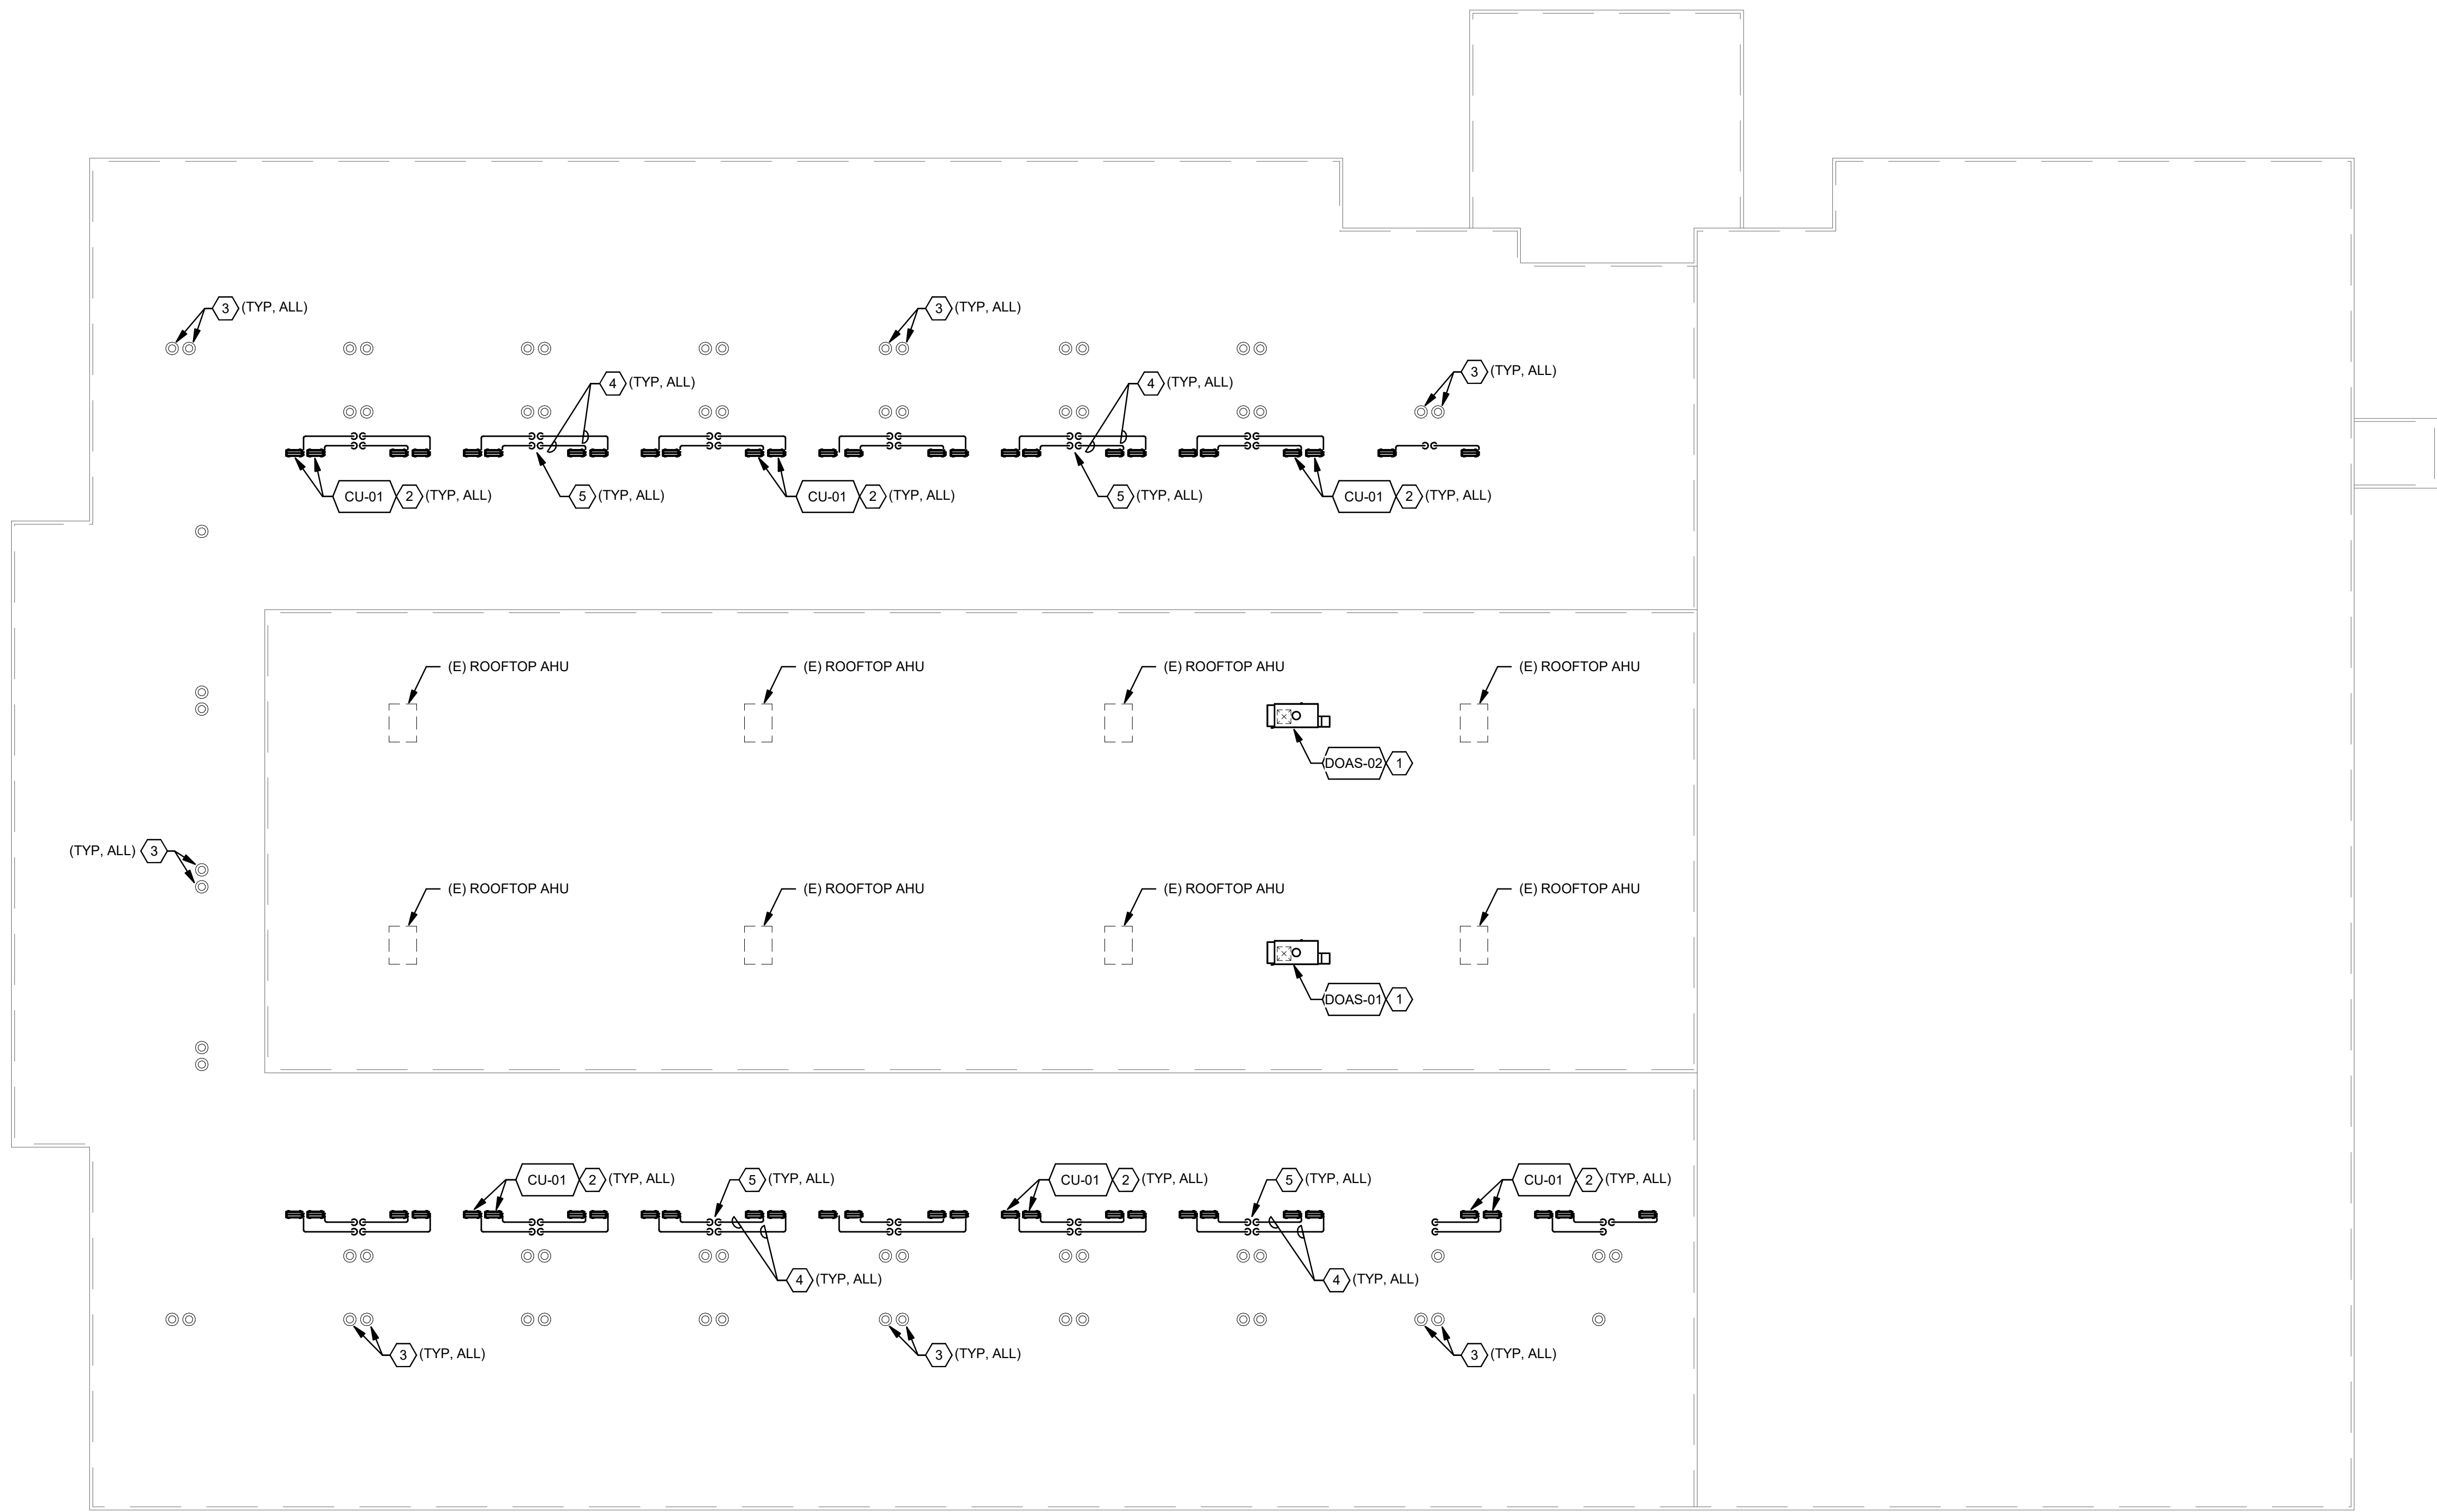 3 (TYP, ALL)
3 (TYP, ALL)
3 (TYP, ALL)
4 (TYP, ALL)
4 (TYP, ALL)
CU-01 2 (TYP, ALL)
5 (TYP, ALL)
CU-01 2 (TYP, ALL)
5 (TYP, ALL)
CU-01 2 (TYP, ALL)
(E) ROOFTOP AHU
(E) ROOFTOP AHU
(E) ROOFTOP AHU
(E) ROOFTOP AHU
DOAS-02 1
(TYP, ALL) 3
(E) ROOFTOP AHU
(E) ROOFTOP AHU
(E) ROOFTOP AHU
(E) ROOFTOP AHU
DOAS-01 1
CU-01 2 (TYP, ALL)
5 (TYP, ALL)
CU-01 2 (TYP, ALL)
5 (TYP, ALL)
CU-01 2 (TYP, ALL)
4 (TYP, ALL)
4 (TYP, ALL)
3 (TYP, ALL)
3 (TYP, ALL)
3 (TYP, ALL)